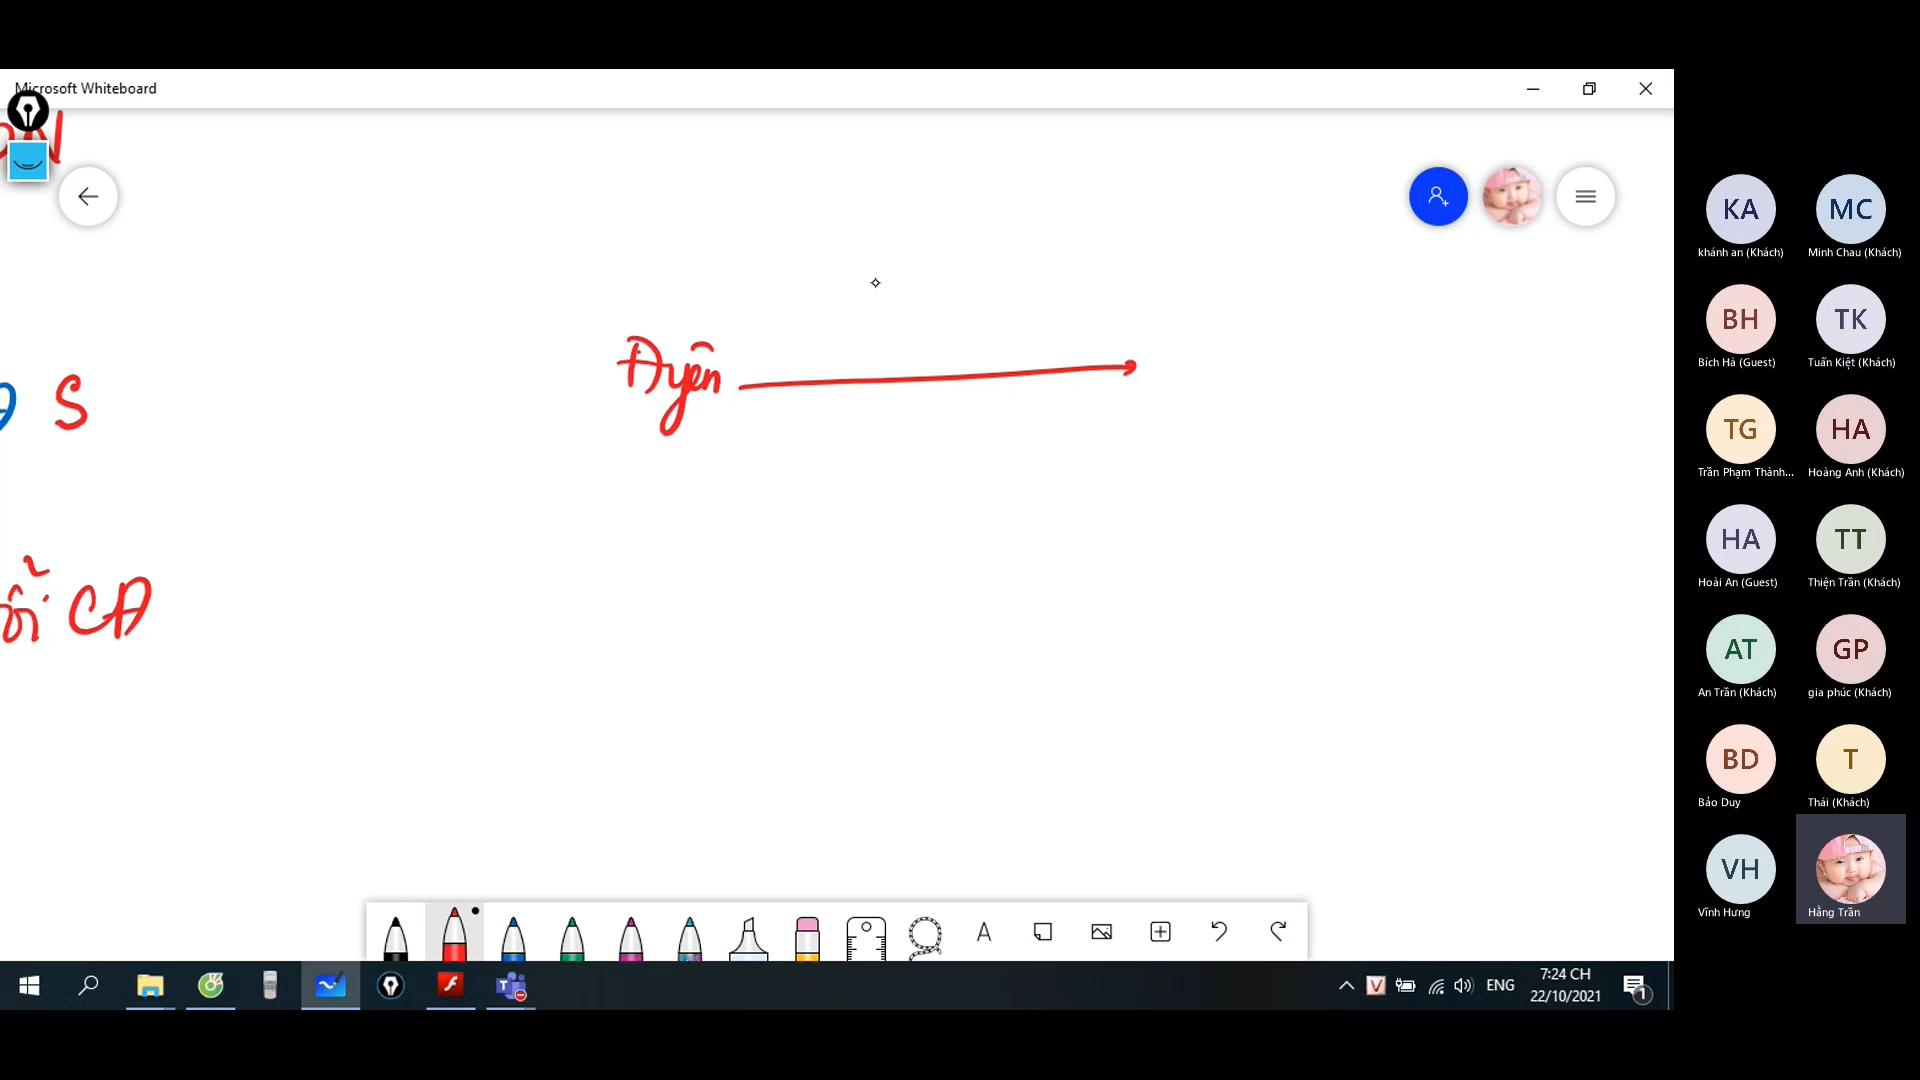 Microsoft Whiteboard
S
CA
A
khánh an (Khách)
Minh Chau (Khách)
KA
MC
BH
TK
Bích Hà (Guest)
Tuấn Kiệt (Khách)
TG
HA
Trần Phạm Thành...
Hoàng Anh (Khách)
HA
TT
Hoài An (Guest)
Thiện Trần (Khách)
AT
GP
An Trần (Khách)
gia phúc (Khách)
BD
T
Bảo Duy
Thái (Khách)
VH
Vĩnh Hưng
Hằng Trần
ENG
7:24 CH
22/10/2021
1